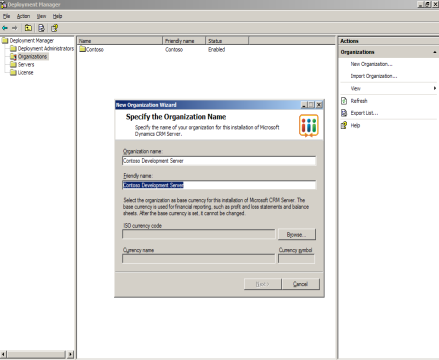 Deployment Manager
File Action View Help
Deployment Manager
Deployment Administrators
Organizations
Servers
License
Name Friendly name Status
Contoso Contoso Enabled
Actions
Organizations
New Organization...
Import Organization...
View
Refresh
Export List...
Help
New Organization Wizard
Specify the Organization Name
Specify the name of your organization for this installation of Microsoft
Dynamics CRM Server.
Organization name:
Contoso Development Server
Friendly name:
Contoso Development Server
Select the organization as base currency for this installation of Microsoft CRM Server. The
base currency is used for financial reporting, such as profit and loss statements and balance
sheets. After the base currency is set, it cannot be changed.
ISO currency code
Browse...
Currency name Currency symbol
Next > Cancel